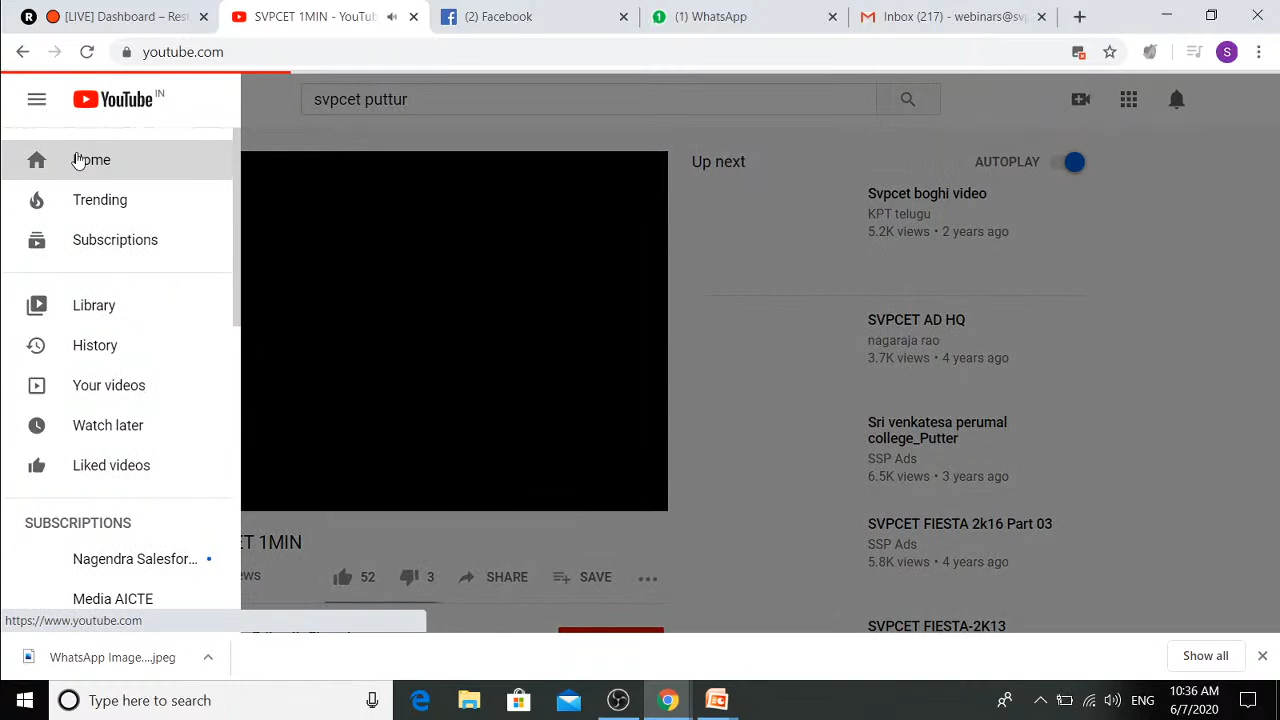 [LIVE] Dashboard – Rest
SVPCET 1MIN - YouTub
(2) Facebook
(1) WhatsApp
youtube.com
YouTube IN
svpcet puttur
Home
Trending
Subscriptions
Library
History
Your videos
Watch later
Liked videos
SUBSCRIPTIONS
Nagendra Salesfor...
Media AICTE
https://www.youtube.com
ET 1MIN
ews
52
3
SHARE
SAVE
Up next
AUTOPLAY
Svpcet boghi video
KPT telugu
5.2K views • 2 years ago
SVPCET AD HQ
nagaraja rao
3.7K views • 4 years ago
Sri venkatesa perumal
college_Putter
SSP Ads
6.5K views • 3 years ago
SVPCET FIESTA 2k16 Part 03
SSP Ads
5.8K views • 4 years ago
SVPCET FIESTA-2K13
WhatsApp Image....jpeg
Show all
Type here to search
ENG
10:36 AM
6/7/2020